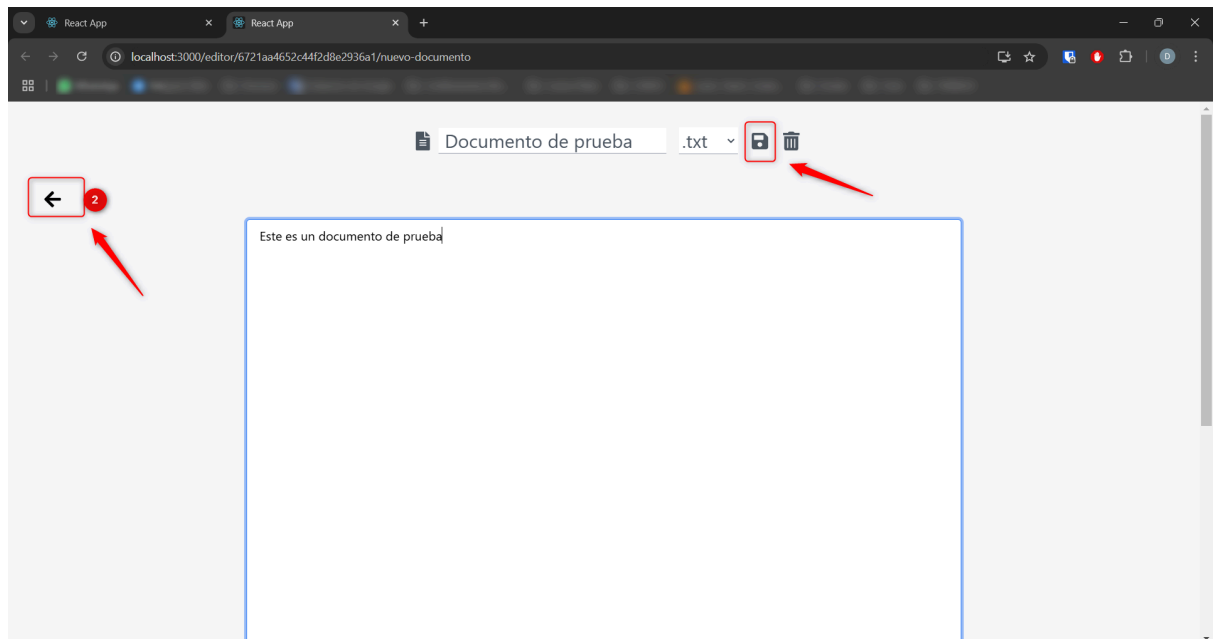 React App
React App
localhost:3000/editor/6721aa4652c44f2d8e2936a1/nuevo-documento
D
Documento de prueba .txt
2
Este es un documento de prueba